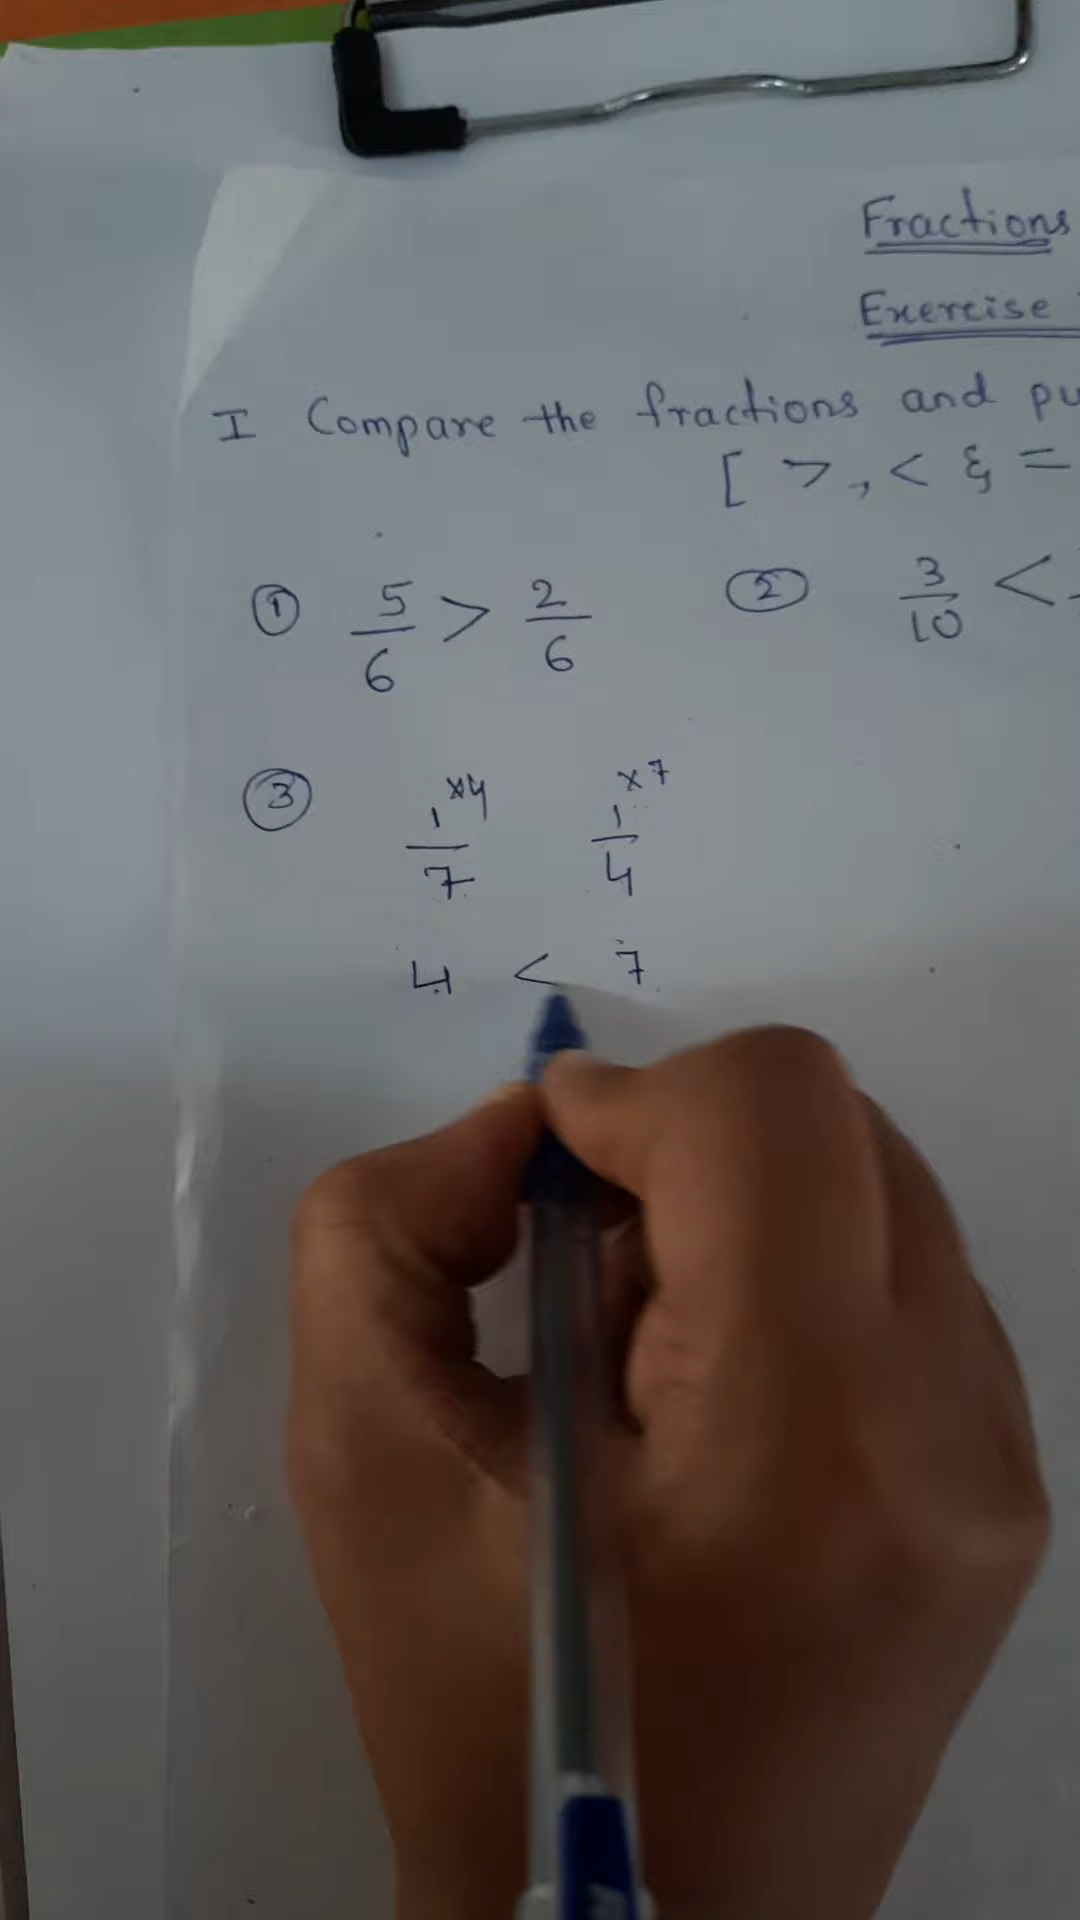 Fractions
Exercise
I Compare the fractions and
[ >, < & =
① 5/6 > 2/6 ② 3/10 <
③ 1/7 ×4 1/4 ×7
4 < 7